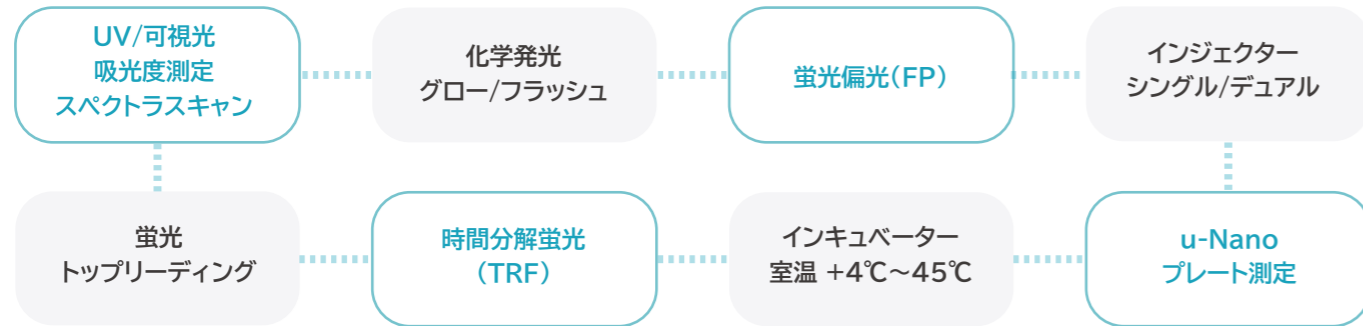 UV/可視光
吸光度測定
スペクトラスキャン
化学発光
グロー/フラッシュ
蛍光偏光(FP)
インジェクター
シングル/デュアル
蛍光
トップリーディング
時間分解蛍光
(TRF)
インキュベーター
室温 +4℃～45℃
u-Nano
プレート測定